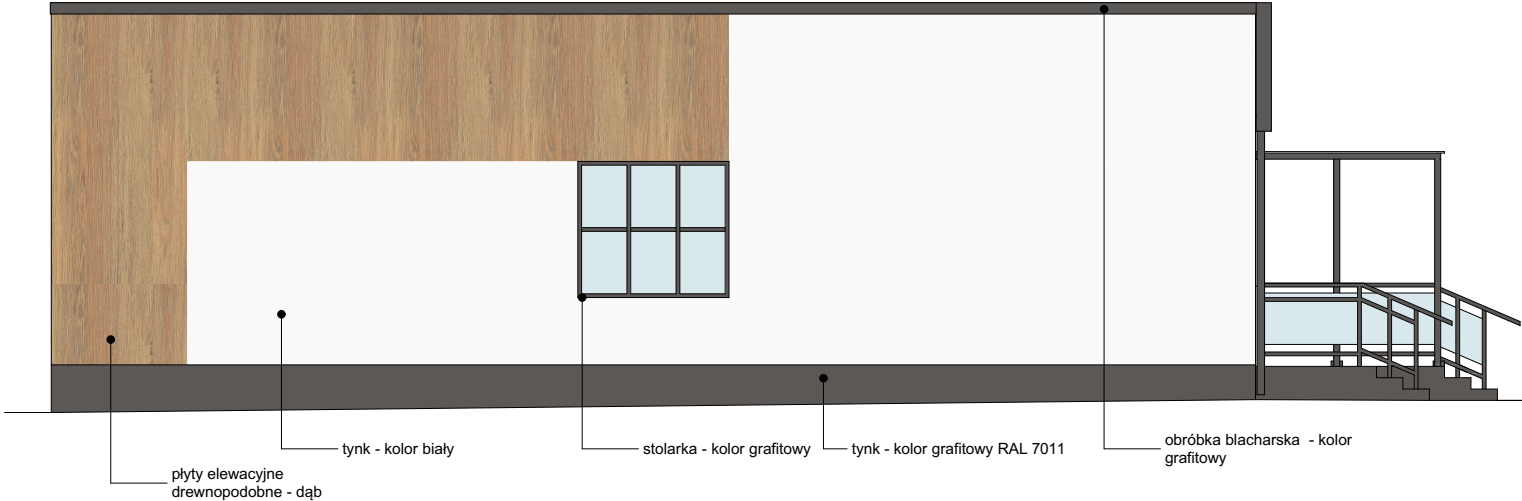 tynk - kolor biały
stolarka - kolor grafitowy
tynk - kolor grafitowy RAL 7011
obróbka blacharska - kolor
grafitowy
płyty elewacyjne
drewnopodobne - dąb